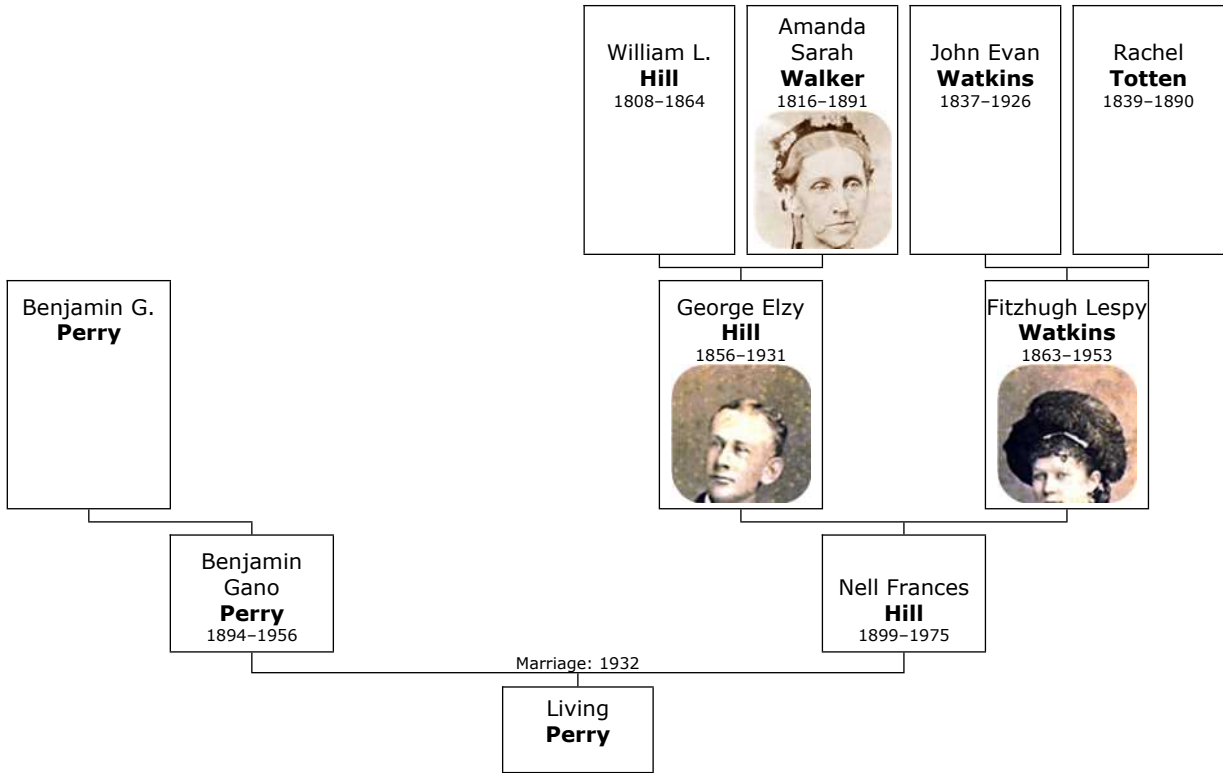 William L.
Hill
1808–1864
Amanda
Sarah
Walker
1816–1891
John Evan
Watkins
1837–1926
Rachel
Totten
1839–1890
Benjamin G.
Perry
George Elzy
Hill
1856–1931
Fitzhugh Lespy
Watkins
1863–1953
Benjamin
Gano
Perry
1894–1956
Nell Frances
Hill
1899–1975
Marriage: 1932
Living
Perry